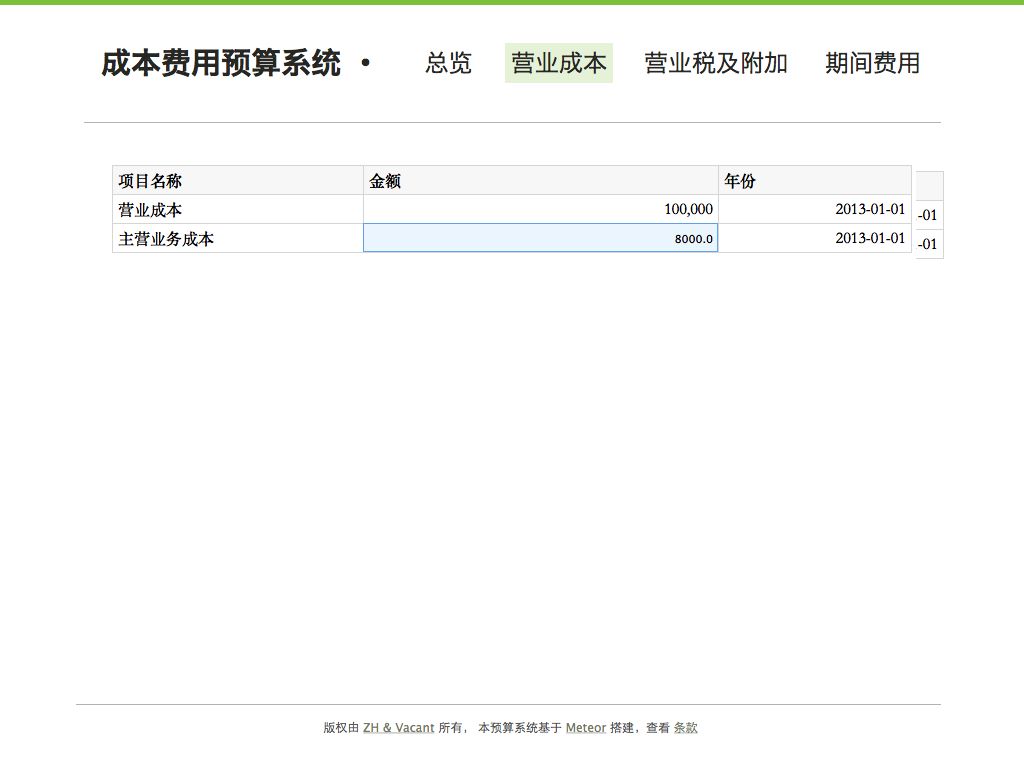 成本费用预算系统 • 总览 营业成本 营业税及附加 期间费用
项目名称 金额 年份
营业成本 100,000 2013-01-01 -01
主营业务成本 8000.0 2013-01-01 -01
版权由 ZH & Vacant 所有， 本预算系统基于 Meteor 搭建，查看 条款